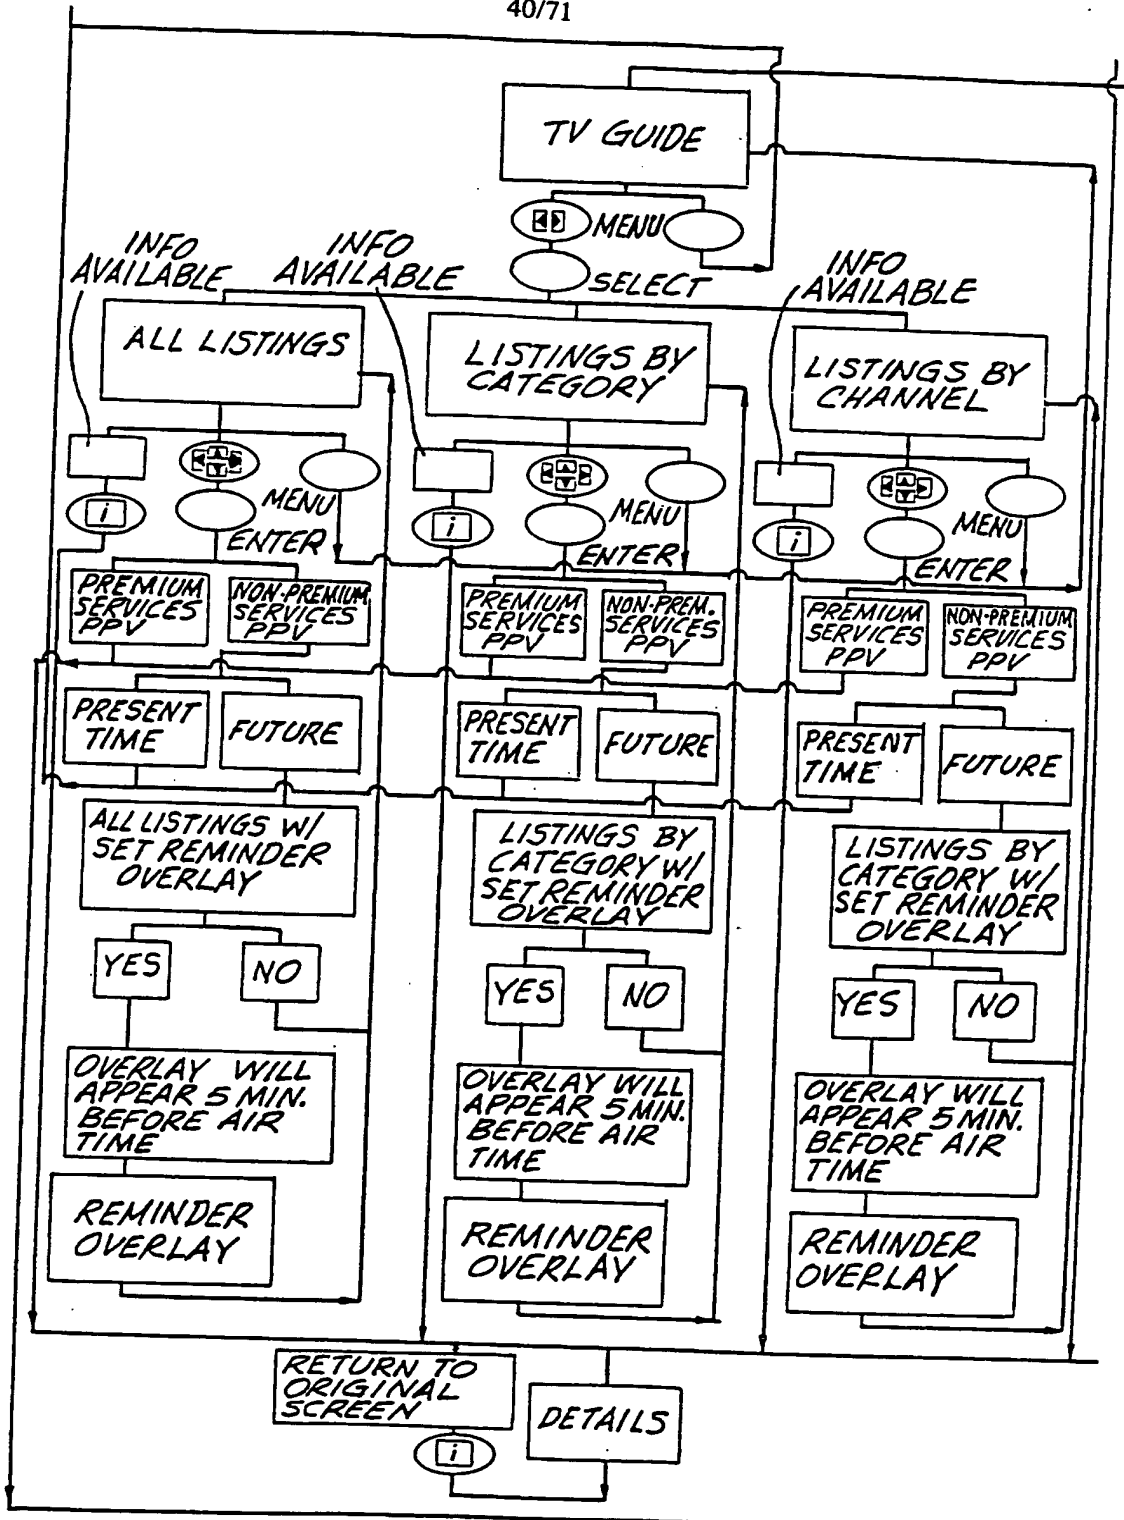 40/71
TV GUIDE
MENU
SELECT
INFO
AVAILABLE
INFO
AVAILABLE
INFO
AVAILABLE
ALL LISTINGS
LISTINGS BY
CATEGORY
LISTINGS BY
CHANNEL
MENU
ENTER
i
MENU
ENTER
i
MENU
ENTER
i
PREMIUM
SERVICES
PPV
NON-PREMIUM
SERVICES
PPV
PREMIUM
SERVICES
PPV
NON-PREM.
SERVICES
PPV
PREMIUM
SERVICES
PPV
NON-PREMIUM
SERVICES
PPV
PRESENT
TIME
FUTURE
PRESENT
TIME
FUTURE
PRESENT
TIME
FUTURE
ALL LISTINGS W/
SET REMINDER
OVERLAY
LISTINGS BY
CATEGORY W/
SET REMINDER
OVERLAY
LISTINGS BY
CATEGORY W/
SET REMINDER
OVERLAY
YES
NO
YES
NO
YES
NO
OVERLAY WILL
APPEAR 5 MIN.
BEFORE AIR
TIME
OVERLAY WILL
APPEAR 5 MIN.
BEFORE AIR
TIME
OVERLAY WILL
APPEAR 5 MIN.
BEFORE AIR
TIME
REMINDER
OVERLAY
REMINDER
OVERLAY
REMINDER
OVERLAY
RETURN TO
ORIGINAL
SCREEN
i
DETAILS